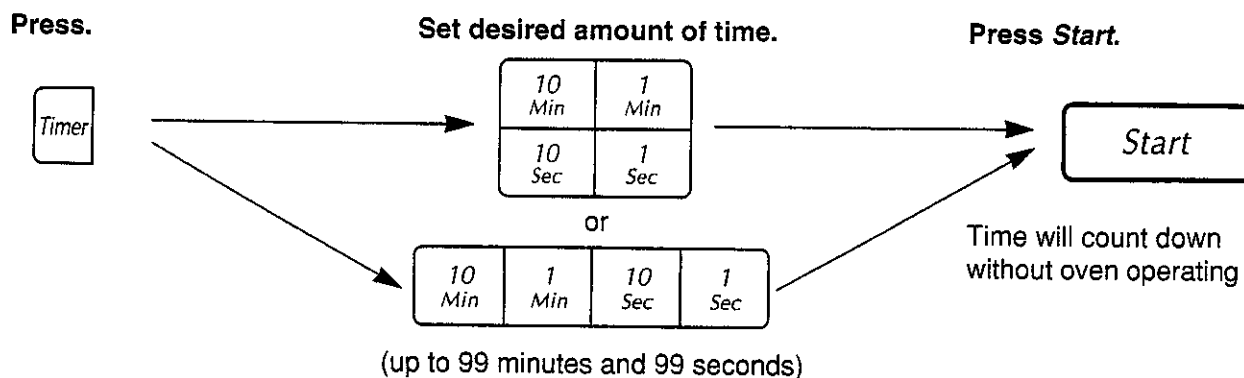 Press.
Timer
Set desired amount of time.
10 Min
1 Min
10 Sec
1 Sec
or
10 Min
1 Min
10 Sec
1 Sec
(up to 99 minutes and 99 seconds)
Press Start.
Start
Time will count down
without oven operating